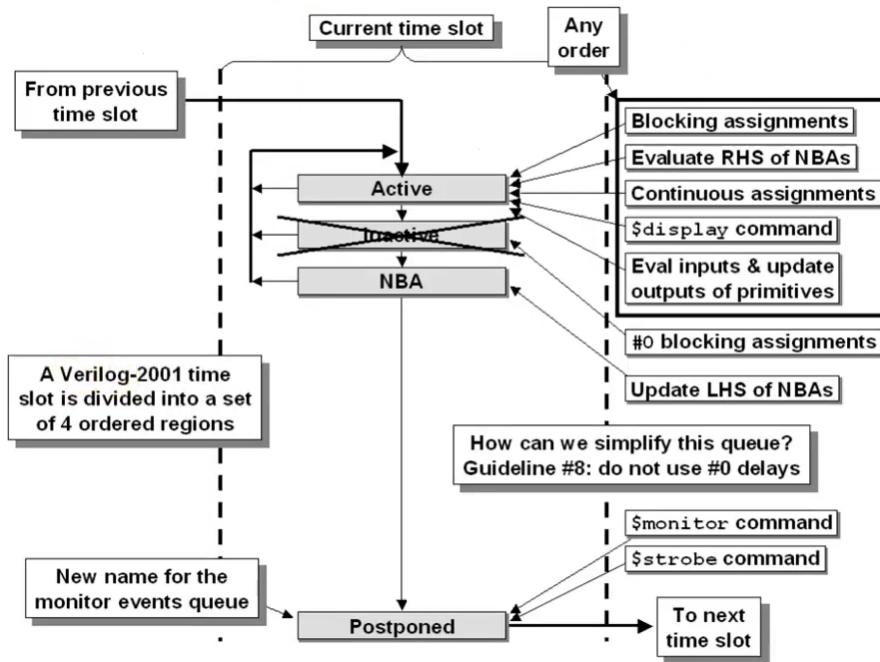 Current time slot
Any
order
From previous
time slot
Blocking assignments
Evaluate RHS of NBAs
Active
Continuous assignments
$display command
Inactive
Eval inputs & update
outputs of primitives
NBA
#0 blocking assignments
A Verilog-2001 time
slot is divided into a set
of 4 ordered regions
Update LHS of NBAs
How can we simplify this queue?
Guideline #8: do not use #0 delays
$monitor command
$strobe command
New name for the
monitor events queue
Postponed
To next
time slot